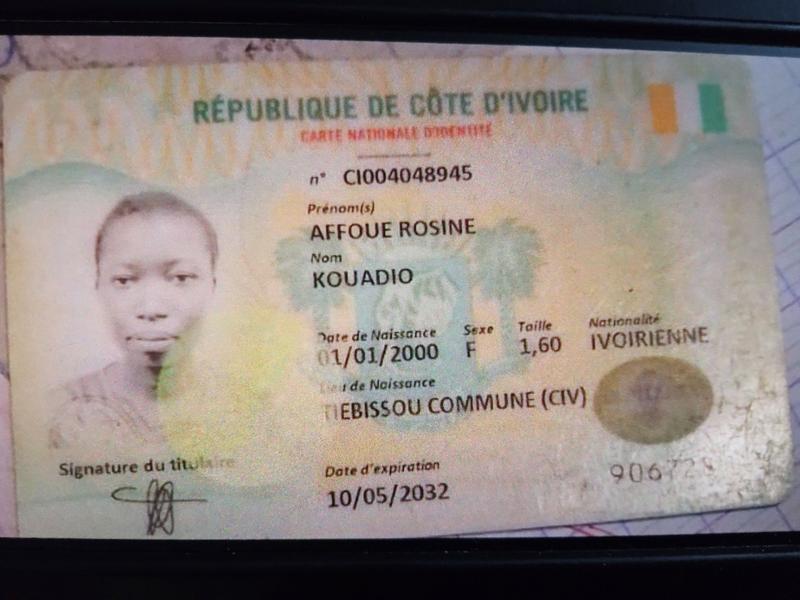 RÉPUBLIQUE DE CÔTE D'IVOIRE
CARTE NATIONALE D'IDENTITÉ
n° CI004048945
Prénom(s)
AFFOUE ROSINE
Nom
KOUADIO
Date de Naissance Sexe Taille Nationalité
01/01/2000 F 1,60 IVOIRIENNE
Lieu de Naissance
TIEBISSOU COMMUNE (CIV)
Signature du titulaire
Date d'expiration
10/05/2032